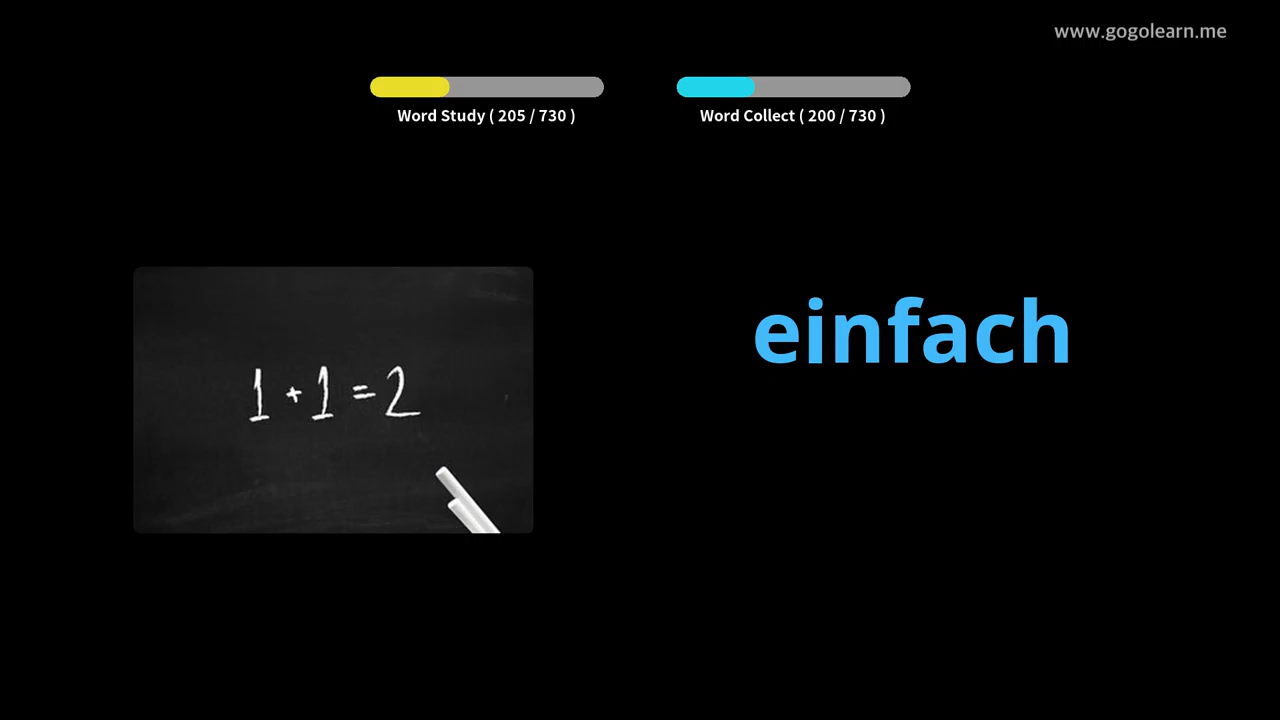 www.gogolearn.me
Word Study ( 205 / 730 )
Word Collect ( 200 / 730 )
einfach
1 + 1 = 2